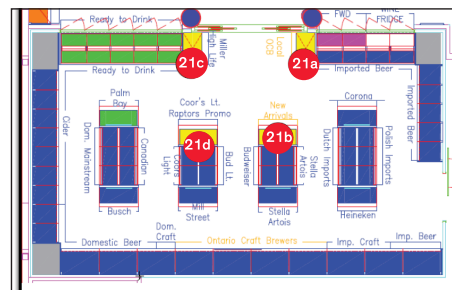 Ready to Drink
FWD
WINE
FRIDGE
Miller
High Life
Local
OCB
21c
21a
Ready to Drink
Imported Beer
Palm
Bay
Coor's Lt.
Raptors Promo
New
Arrivals
Corona
Imported Beer
Cider
21d
21b
Dom. Mainstream
Canadian
Coors
Light
Bud Lt.
Budweiser
Stella
Artois
Dutch Imports
Polish Imports
Busch
Mill
Street
Stella
Artois
Heineken
Domestic Beer
Dom.
Craft
Ontario Craft Brewers
Imp. Craft
Imp. Beer